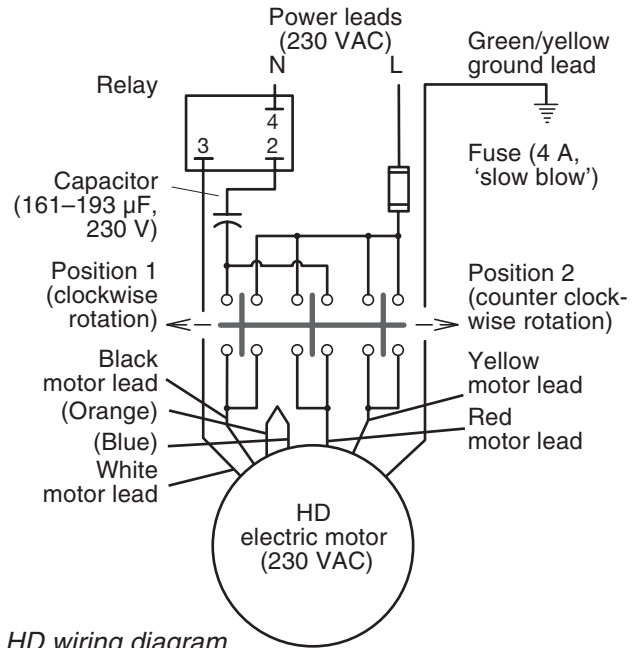 Power leads
(230 VAC)
N
L
Green/yellow
ground lead
Relay
4
3
2
Fuse (4 A,
‘slow blow’)
Capacitor
(161–193 µF,
230 V)
Position 1
(clockwise
rotation)
Position 2
(counter clock-
wise rotation)
Black
motor lead
(Orange)
(Blue)
White
motor lead
Yellow
motor lead
Red
motor lead
HD
electric motor
(230 VAC)
HD wiring diagram